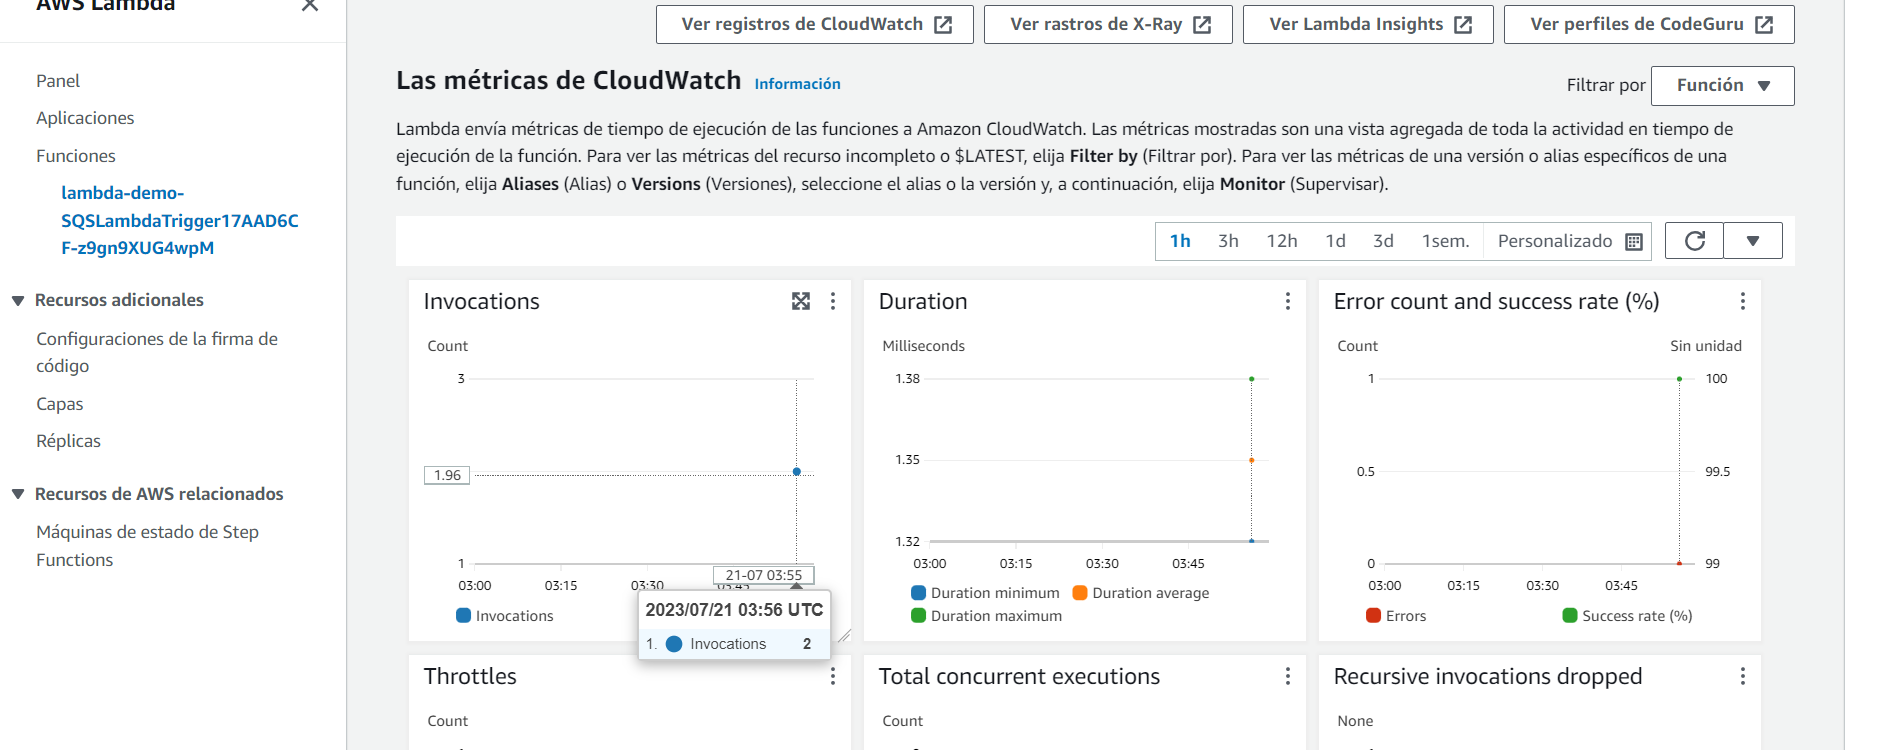 AWS Lambda
Panel
Aplicaciones
Funciones
lambda-demo-
SQSLambdaTrigger17AAD6C
F-z9gn9XUG4wpM
Recursos adicionales
Configuraciones de la firma de
código
Capas
Réplicas
Recursos de AWS relacionados
Máquinas de estado de Step
Functions
Ver registros de CloudWatch
Ver rastros de X-Ray
Ver Lambda Insights
Ver perfiles de CodeGuru
Las métricas de CloudWatch Información
Filtrar por Función
Lambda envía métricas de tiempo de ejecución de las funciones a Amazon CloudWatch. Las métricas mostradas son una vista agregada de toda la actividad en tiempo de
ejecución de la función. Para ver las métricas del recurso incompleto o $LATEST, elija Filter by (Filtrar por). Para ver las métricas de una versión o alias específicos de una
función, elija Aliases (Alias) o Versions (Versiones), seleccione el alias o la versión y, a continuación, elija Monitor (Supervisar).
1h 3h 12h 1d 3d 1sem. Personalizado
Invocations
Count
3
1.96
1
03:00 03:15 03:30 03:45
21-07 03:55
Invocations
2023/07/21 03:56 UTC
1. Invocations 2
Duration
Milliseconds
1.38
1.35
1.32
03:00 03:15 03:30 03:45
Duration minimum Duration average
Duration maximum
Error count and success rate (%)
Count Sin unidad
1 100
0.5 99.5
0 99
03:00 03:15 03:30 03:45
Errors Success rate (%)
Throttles
Count
Total concurrent executions
Count
Recursive invocations dropped
None